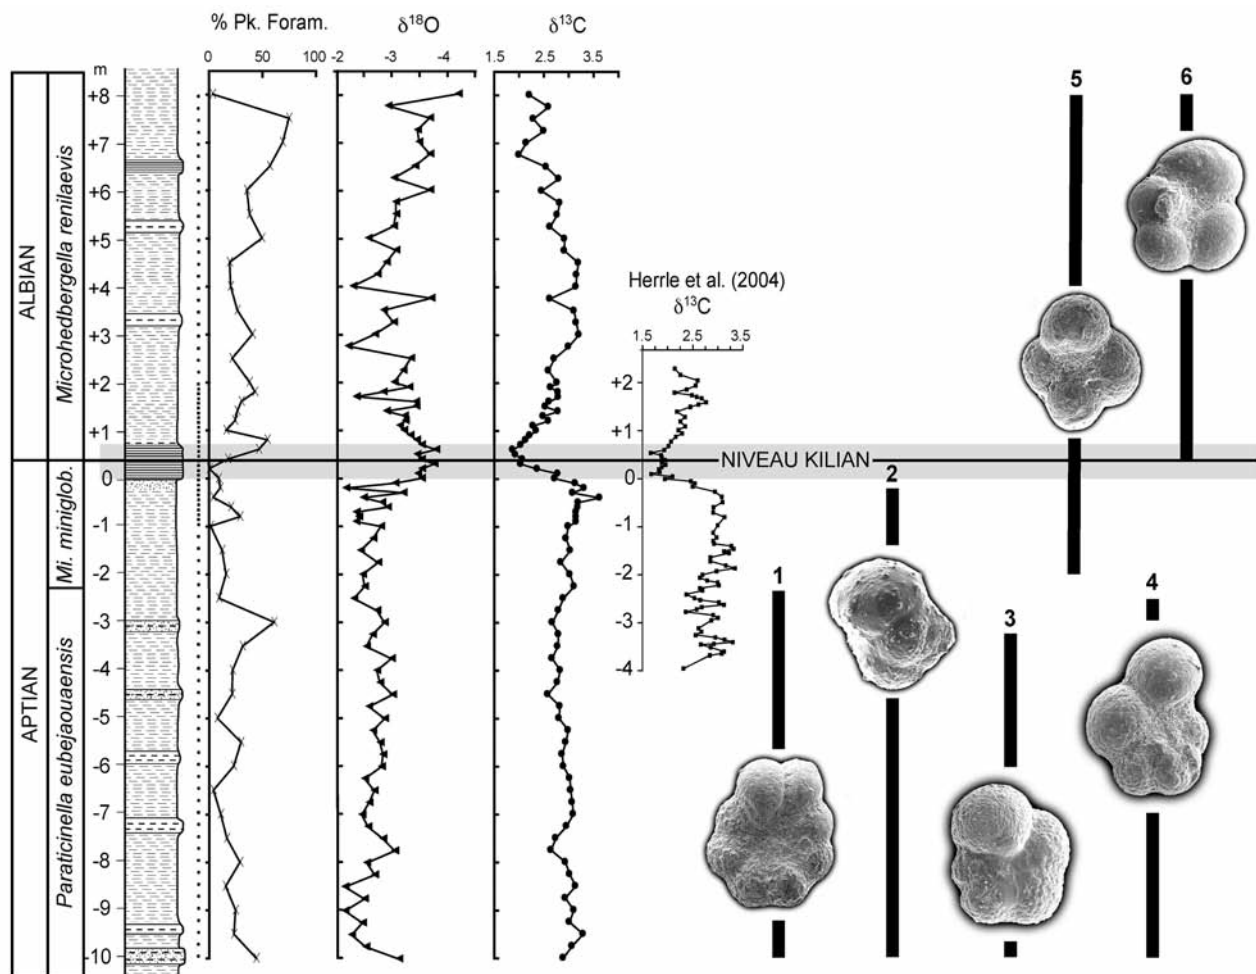 % Pk. Foram.
δ18O
δ13C
0 50 100
-2 -3 -4
1.5 2.5 3.5
m
+8
+7
+6
+5
+4
+3
+2
+1
0
-1
-2
-3
-4
-5
-6
-7
-8
-9
-10
ALBIAN
APTIAN
Microhedbergella renilaevis
Mi. miniglob.
Paraticinella eubejaouaensis
Herrle et al. (2004)
δ13C
1.5 2.5 3.5
+2
+1
0
-1
-2
-3
-4
NIVEAU KILIAN
1
2
3
4
5
6